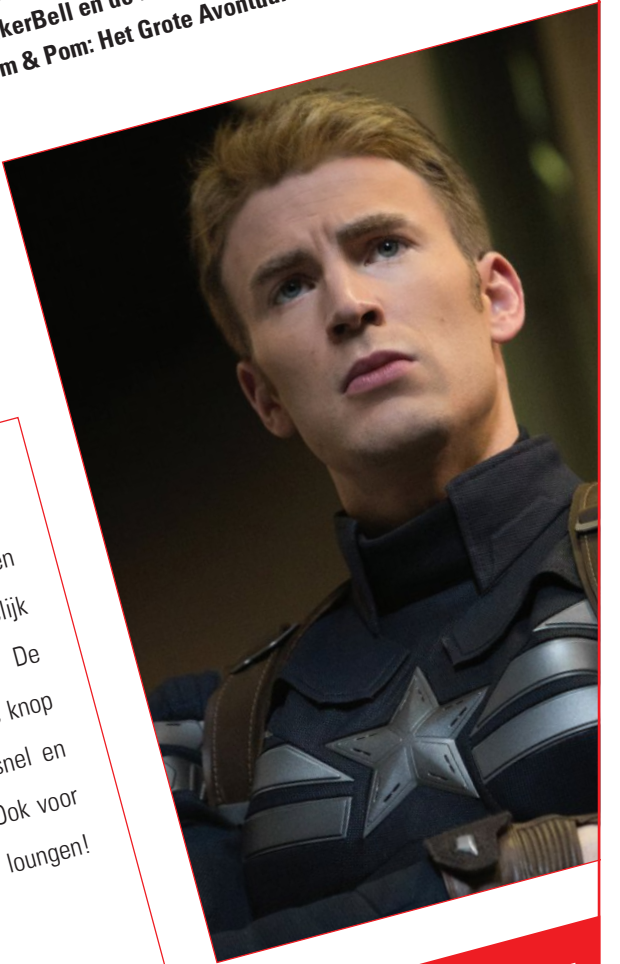 kerBell en de
m & Pom: Het Grote Avontuur
en
lijk
De
knop
snel en
Ook voor
loungen!